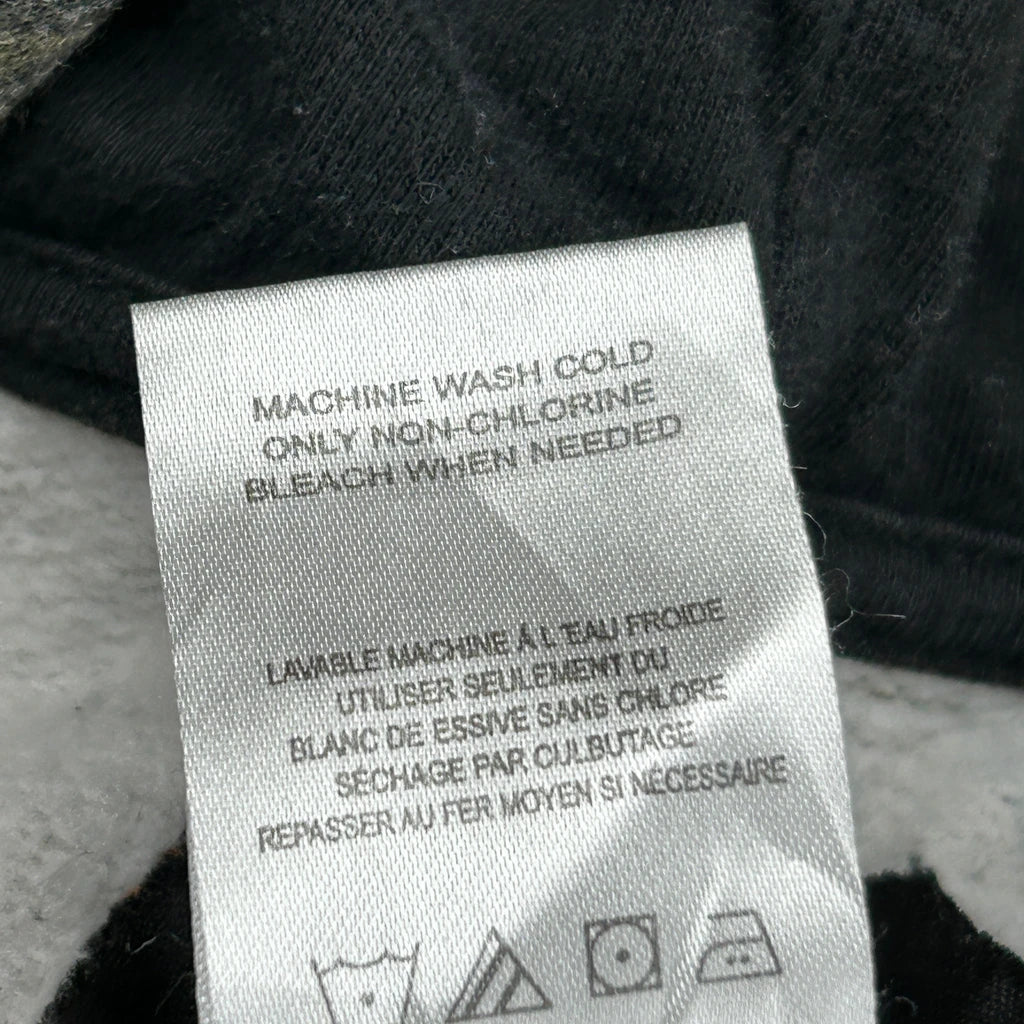 MACHINE WASH COLD
ONLY NON-CHLORINE
BLEACH WHEN NEEDED
LAVABLE MACHINE À L'EAU FROIDE
UTILISER SEULEMENT DU
BLANC DE ESSIVE SANS CHLORE
SÉCHAGE PAR CULBUTAGE
REPASSER AU FER MOYEN SI NÉCESSAIRE